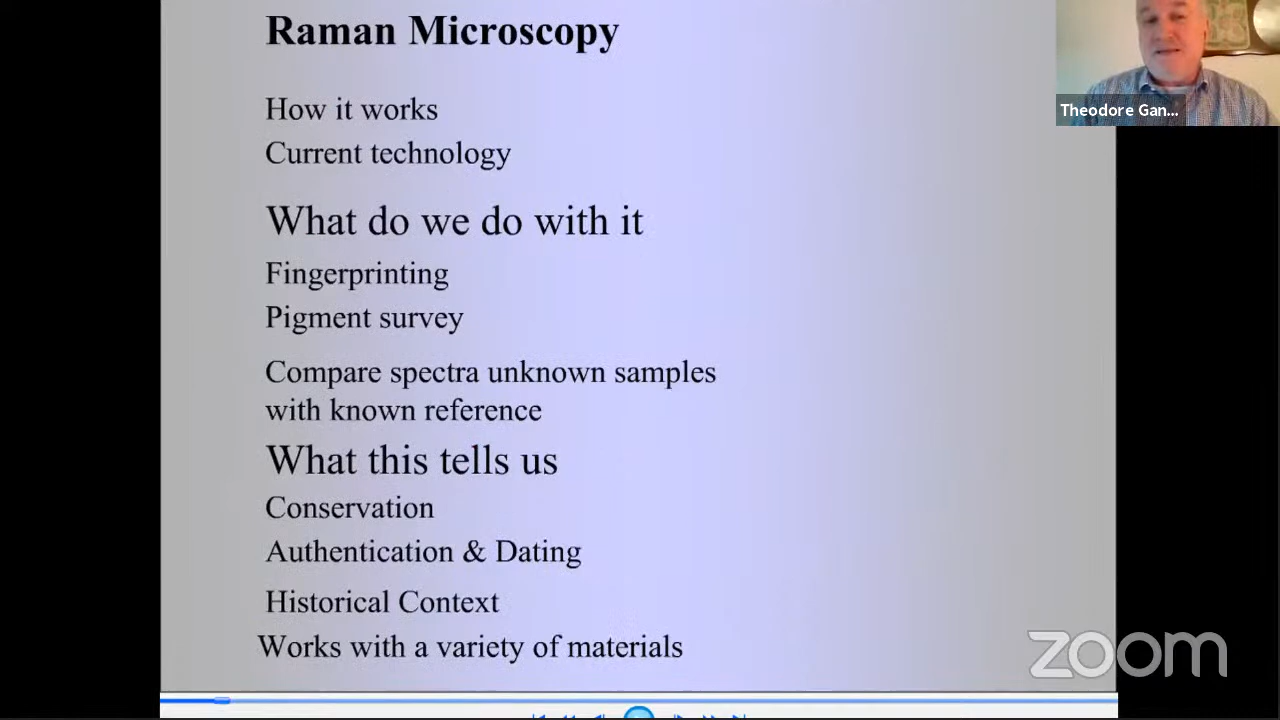 Raman Microscopy
Theodore Gan...
How it works
Current technology
What do we do with it
Fingerprinting
Pigment survey
Compare spectra unknown samples
with known reference
What this tells us
Conservation
Authentication & Dating
Historical Context
Works with a variety of materials
zoom